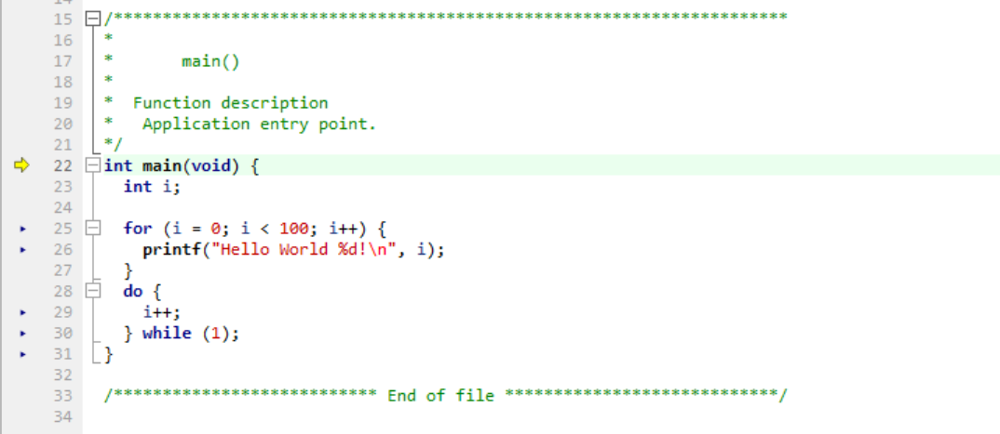 14
15 /*********************************************************************
16 *
17 *       main()
18 *
19 *  Function description
20 *   Application entry point.
21 */
22 int main(void) {
23   int i;
24
25   for (i = 0; i < 100; i++) {
26     printf("Hello World %d!\n", i);
27   }
28   do {
29     i++;
30   } while (1);
31 }
32
33 /*************************** End of file ****************************/
34